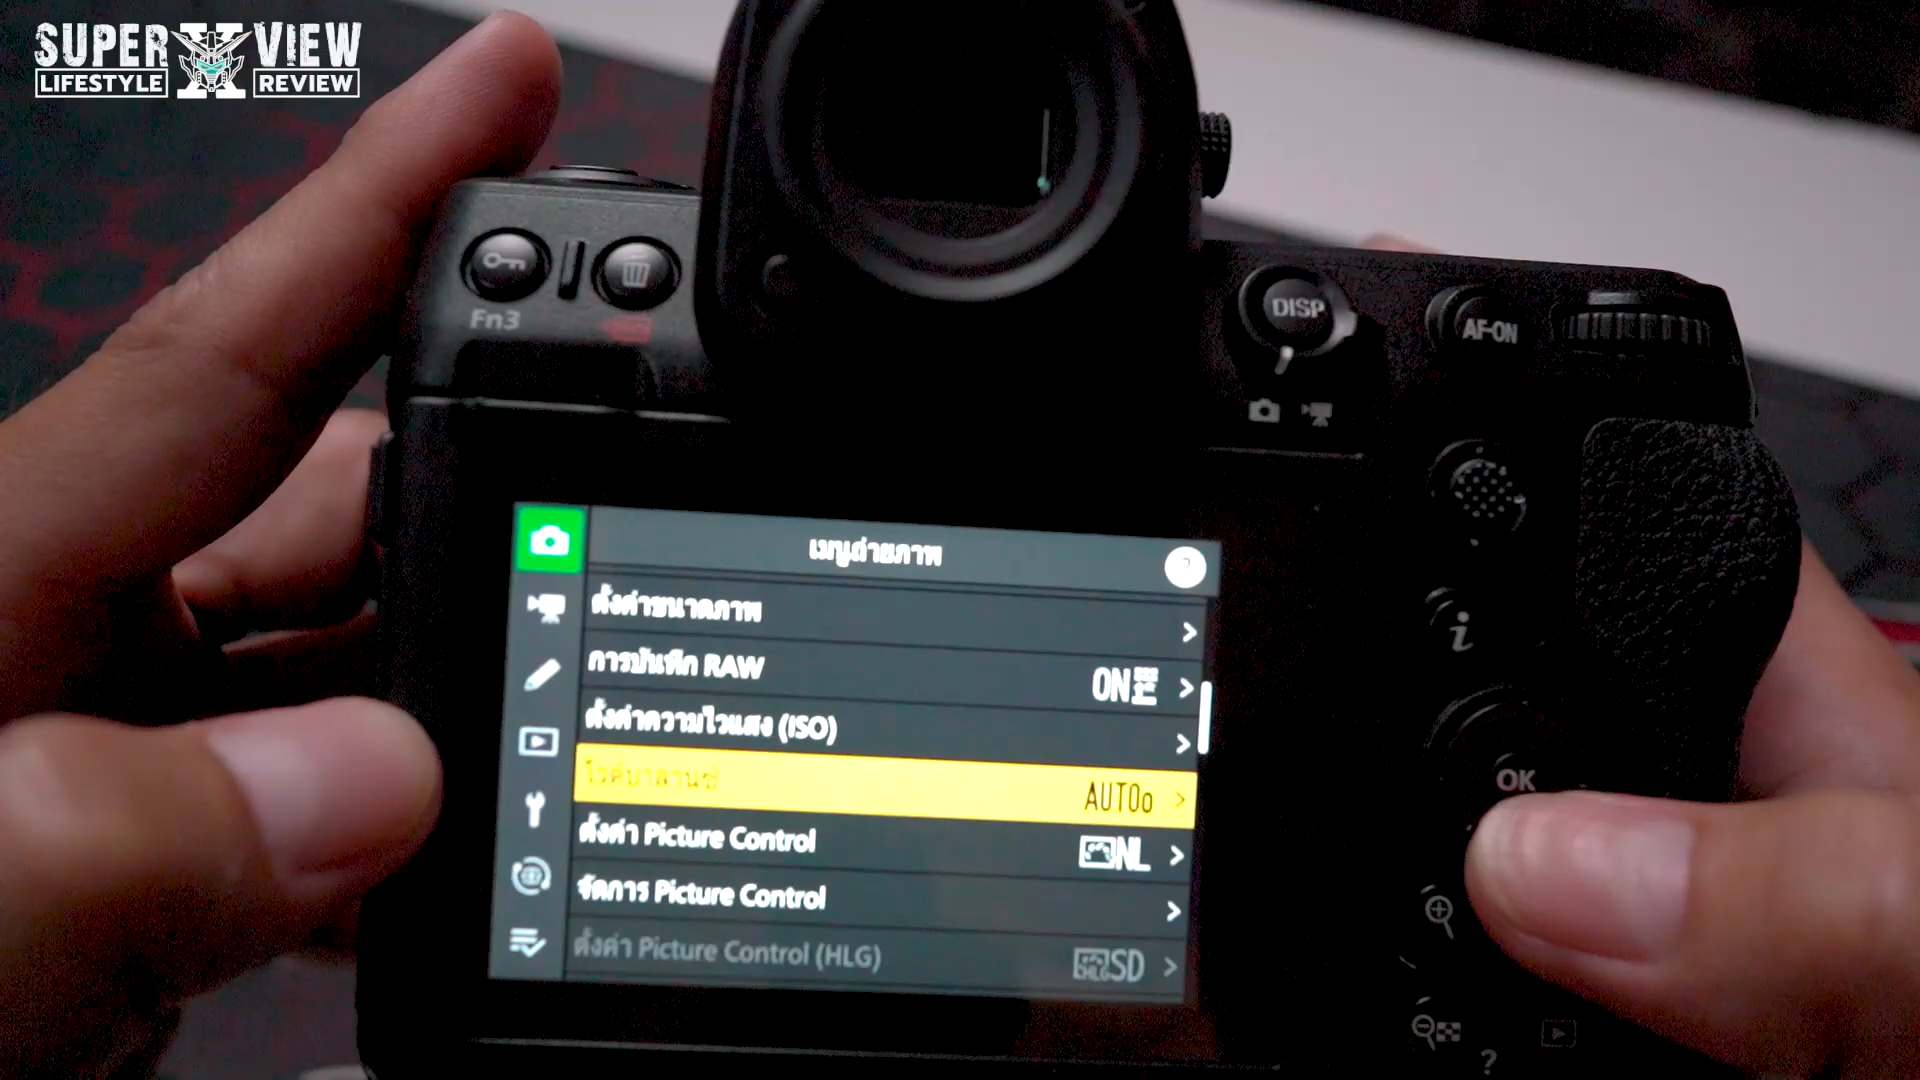 SUPER X VIEW
LIFESTYLE REVIEW
Fn3
DISP
AF-ON
เมนูถ่ายภาพ
?
ตั้งค่าขนาดภาพ
การบันทึก RAW ON
ตั้งค่าความไวแสง (ISO)
ไวต์บาลานซ์ AUTO0
ตั้งค่า Picture Control NL
จัดการ Picture Control
ตั้งค่า Picture Control (HLG) HLG SD
i
OK
?